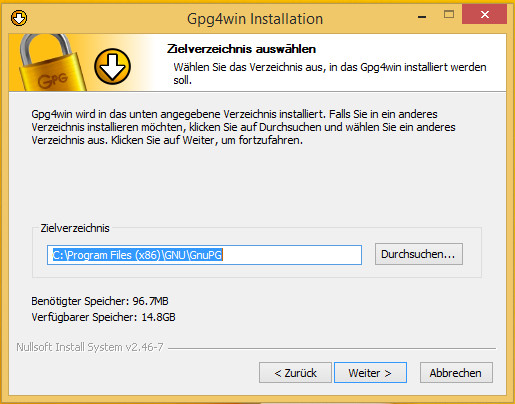 Gpg4win Installation
GPG
Zielverzeichnis auswählen
Wählen Sie das Verzeichnis aus, in das Gpg4win installiert werden
soll.
Gpg4win wird in das unten angegebene Verzeichnis installiert. Falls Sie in ein anderes
Verzeichnis installieren möchten, klicken Sie auf Durchsuchen und wählen Sie ein anderes
Verzeichnis aus. Klicken Sie auf Weiter, um fortzufahren.
Zielverzeichnis
C:\Program Files (x86)\GNU\GnuPG
Durchsuchen...
Benötigter Speicher: 96.7MB
Verfügbarer Speicher: 14.8GB
Nullsoft Install System v2.46-7
< Zurück
Weiter >
Abbrechen